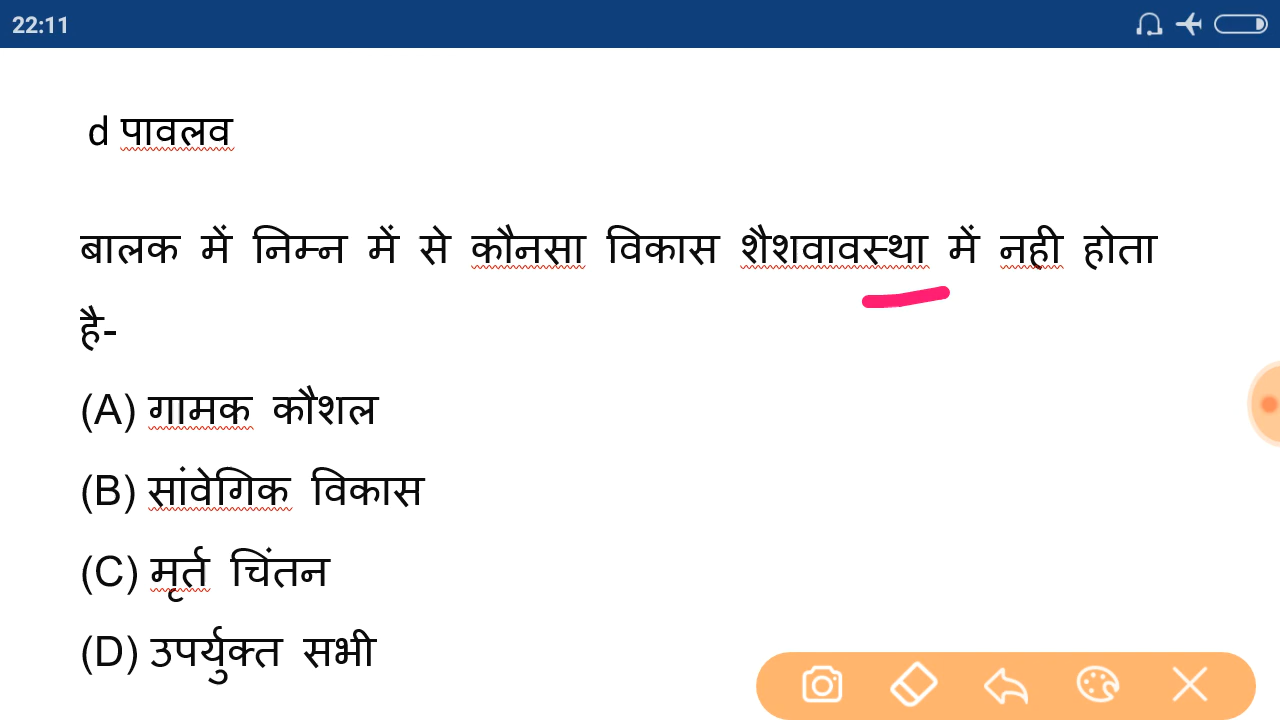 22:11
d पावलव
बालक में निम्न में से कौनसा विकास शैशवावस्था में नही होता
है-
(A) गामक कौशल
(B) सांवेगिक विकास
(C) मृर्त चिंतन
(D) उपर्युक्त सभी